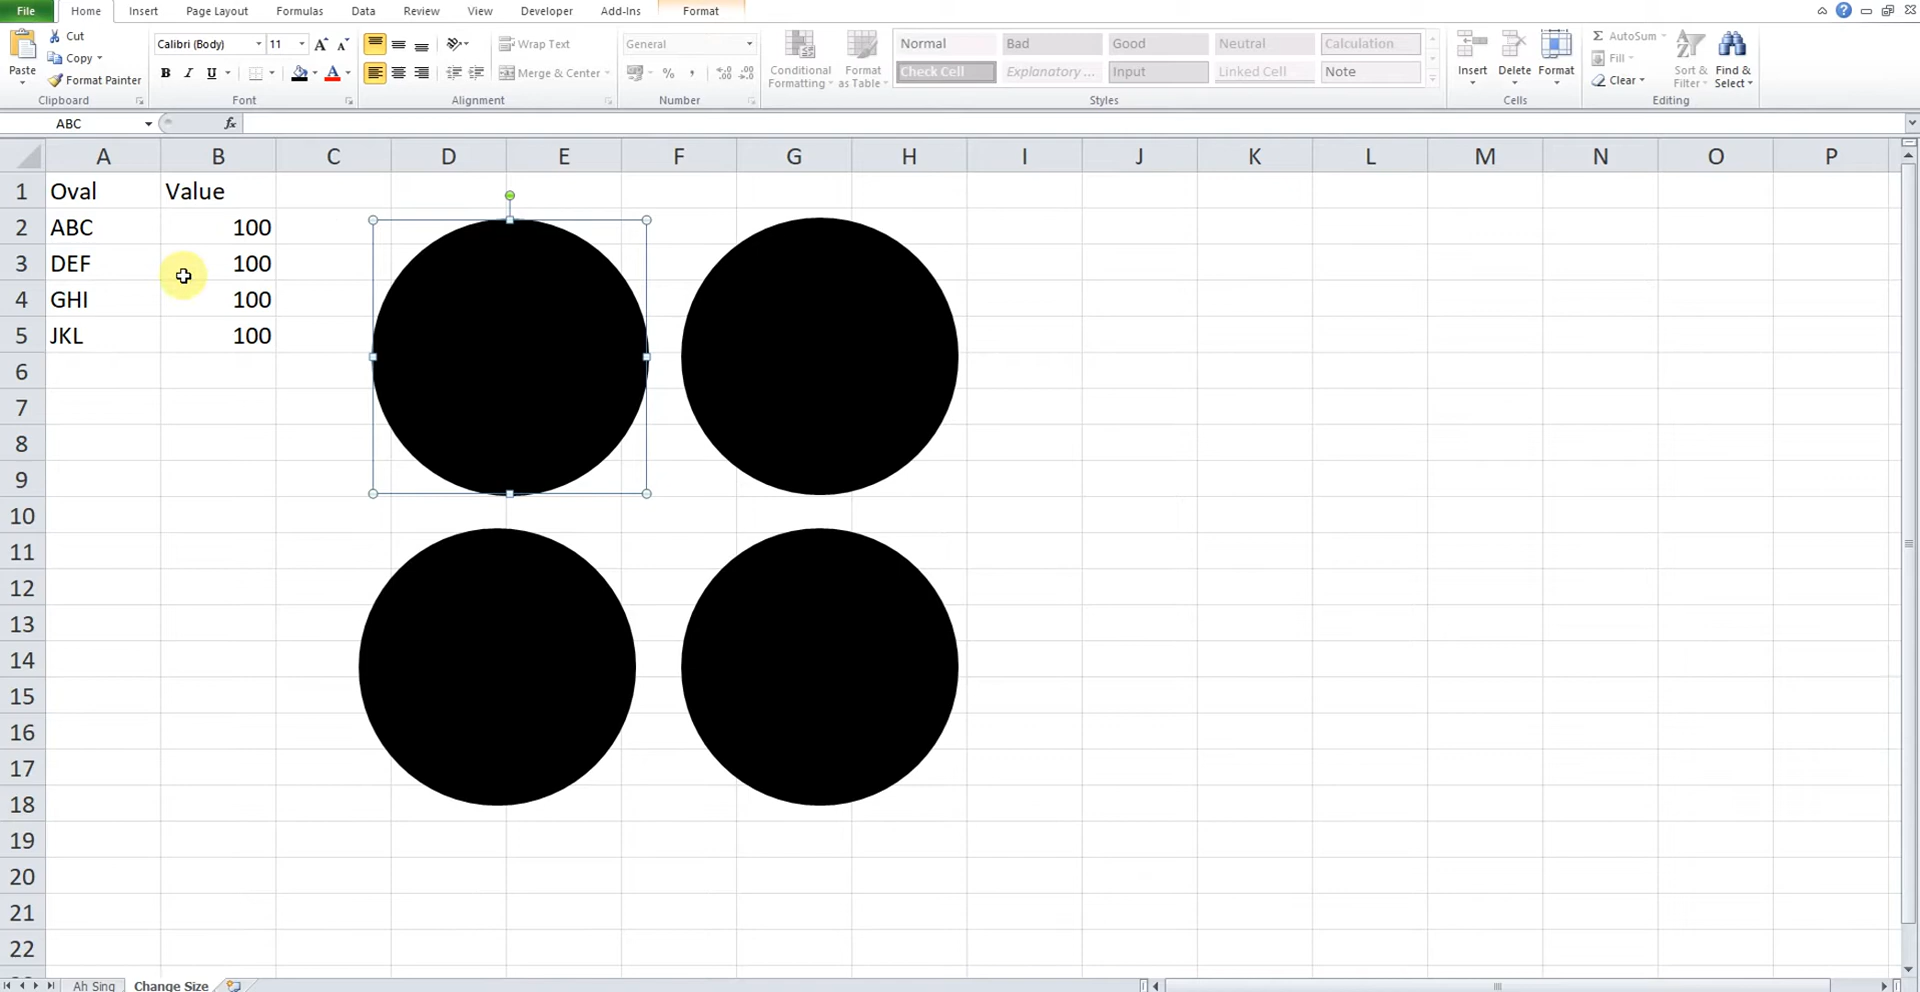 File Home Insert Page Layout Formulas Data Review View Developer Add-Ins Format
Paste
Cut
Copy
Format Painter
Clipboard
Calibri (Body) 11
B I U
Font
Wrap Text
Merge & Center
Alignment
General
%
Number
Conditional Formatting
Format as Table
Normal Bad Good Neutral Calculation
Check Cell Explanatory ... Input Linked Cell Note
Styles
Insert Delete Format
Cells
Σ AutoSum
Fill
Clear
Sort & Filter
Find & Select
Editing
ABC fx
A B C D E F G H I J K L M N O P
1 Oval Value
2 ABC 100
3 DEF 100
4 GHI 100
5 JKL 100
6
7
8
9
10
11
12
13
14
15
16
17
18
19
20
21
22
Ah Sing Change Size